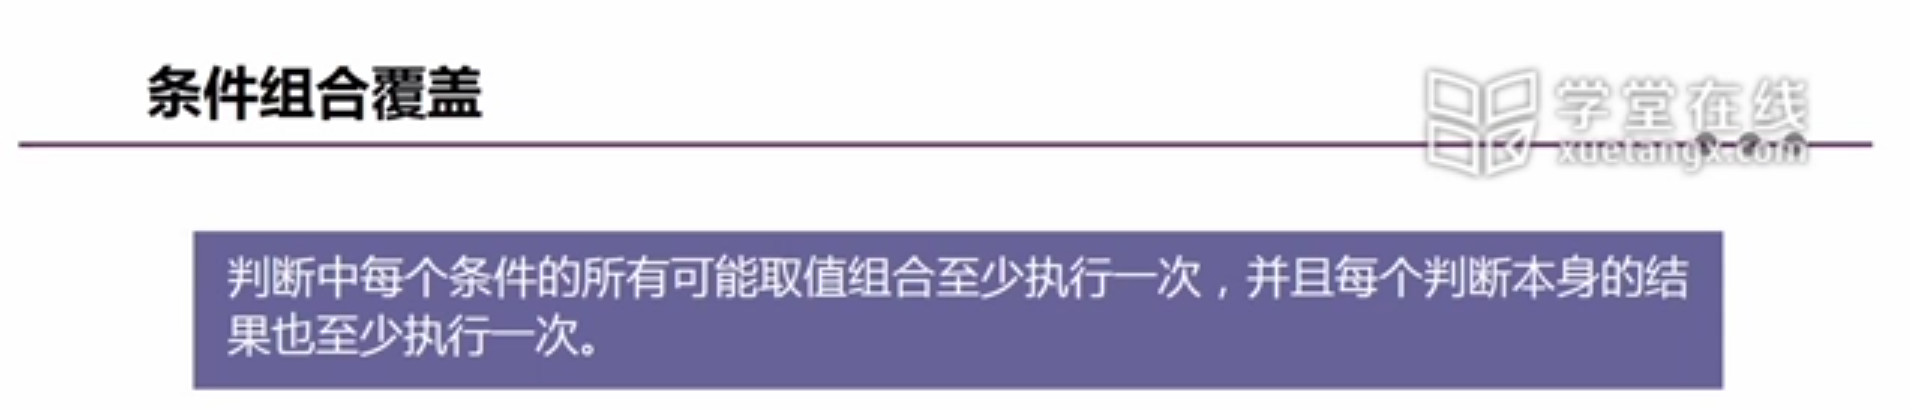 条件组合覆盖
学堂在线
xuetangx.com
判断中每个条件的所有可能取值组合至少执行一次，并且每个判断本身的结
果也至少执行一次。